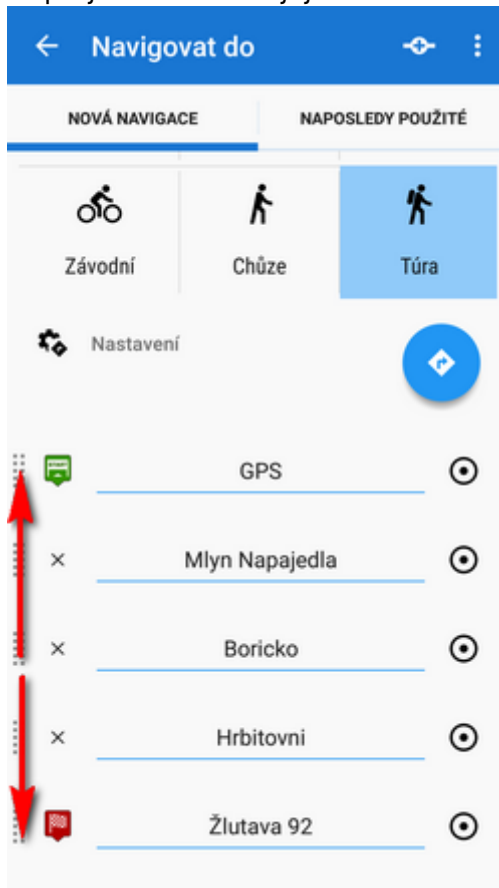 Navigovat do
NOVÁ NAVIGACE
NAPOSLEDY POUŽITÉ
Závodní
Chůze
Túra
Nastavení
GPS
Mlyn Napajedla
Boricko
Hrbitovni
Žlutava 92